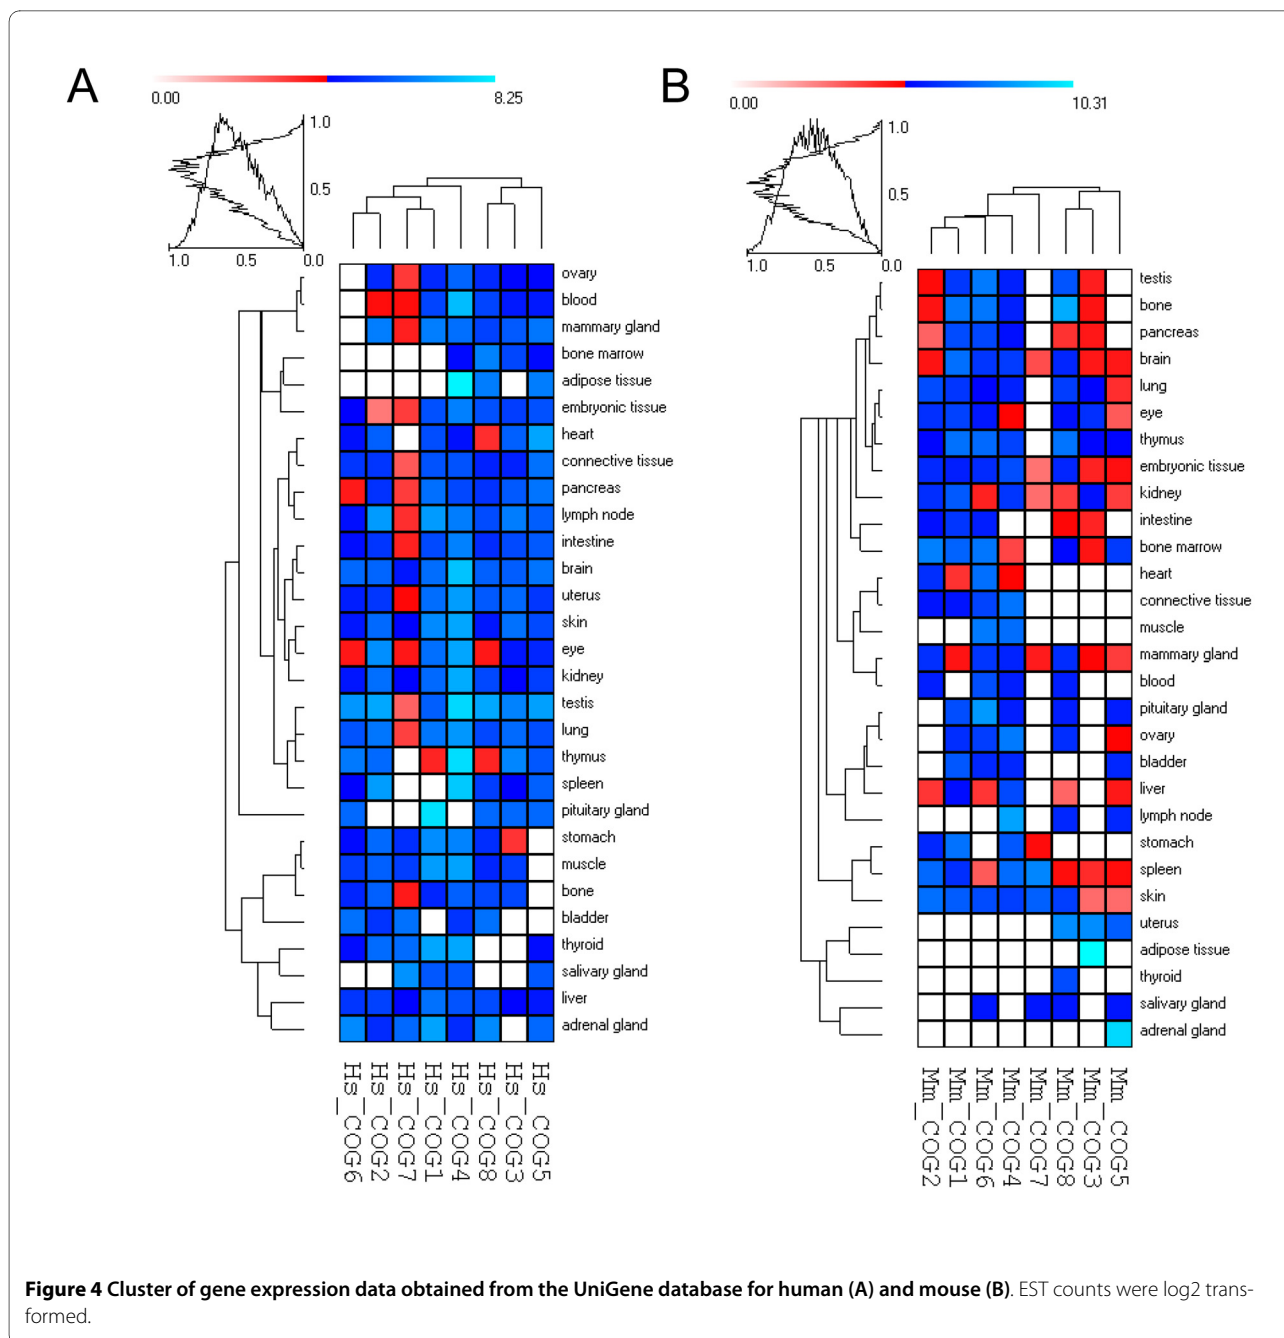 A
0.00
8.25
1.0
0.5
1.0
0.5
0.0
ovary
blood
mammary gland
bone marrow
adipose tissue
embryonic tissue
heart
connective tissue
pancreas
lymph node
intestine
brain
uterus
skin
eye
kidney
testis
lung
thymus
spleen
pituitary gland
stomach
muscle
bone
bladder
thyroid
salivary gland
liver
adrenal gland
HS_COG6
HS_COG2
HS_COG7
HS_COG1
HS_COG4
HS_COG8
HS_COG3
HS_COG5
B
0.00
10.31
1.0
0.5
1.0
0.5
0.0
testis
bone
pancreas
brain
lung
eye
thymus
embryonic tissue
kidney
intestine
bone marrow
heart
connective tissue
muscle
mammary gland
blood
pituitary gland
ovary
bladder
liver
lymph node
stomach
spleen
skin
uterus
adipose tissue
thyroid
salivary gland
adrenal gland
Mm_COG2
Mm_COG1
Mm_COG6
Mm_COG4
Mm_COG7
Mm_COG8
Mm_COG3
Mm_COG5
Figure 4 Cluster of gene expression data obtained from the UniGene database for human (A) and mouse (B). EST counts were log2 trans-
formed.